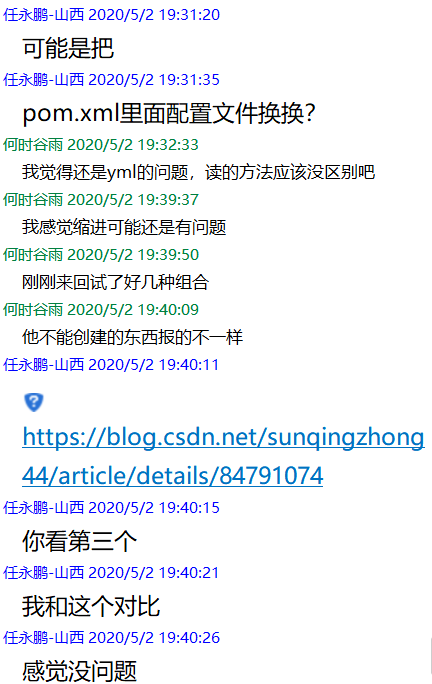 任永鹏-山西 2020/5/2 19:31:20
可能是把
任永鹏-山西 2020/5/2 19:31:35
pom.xml里面配置文件换换?
何时谷雨 2020/5/2 19:32:33
我觉得还是yml的问题，读的方法应该没区别吧
何时谷雨 2020/5/2 19:39:37
我感觉缩进可能还是有问题
何时谷雨 2020/5/2 19:39:50
刚刚来回试了好几种组合
何时谷雨 2020/5/2 19:40:09
他不能创建的东西报的不一样
任永鹏-山西 2020/5/2 19:40:11
https://blog.csdn.net/sunqingzhong
44/article/details/84791074
任永鹏-山西 2020/5/2 19:40:15
你看第三个
任永鹏-山西 2020/5/2 19:40:21
我和这个对比
任永鹏-山西 2020/5/2 19:40:26
感觉没问题